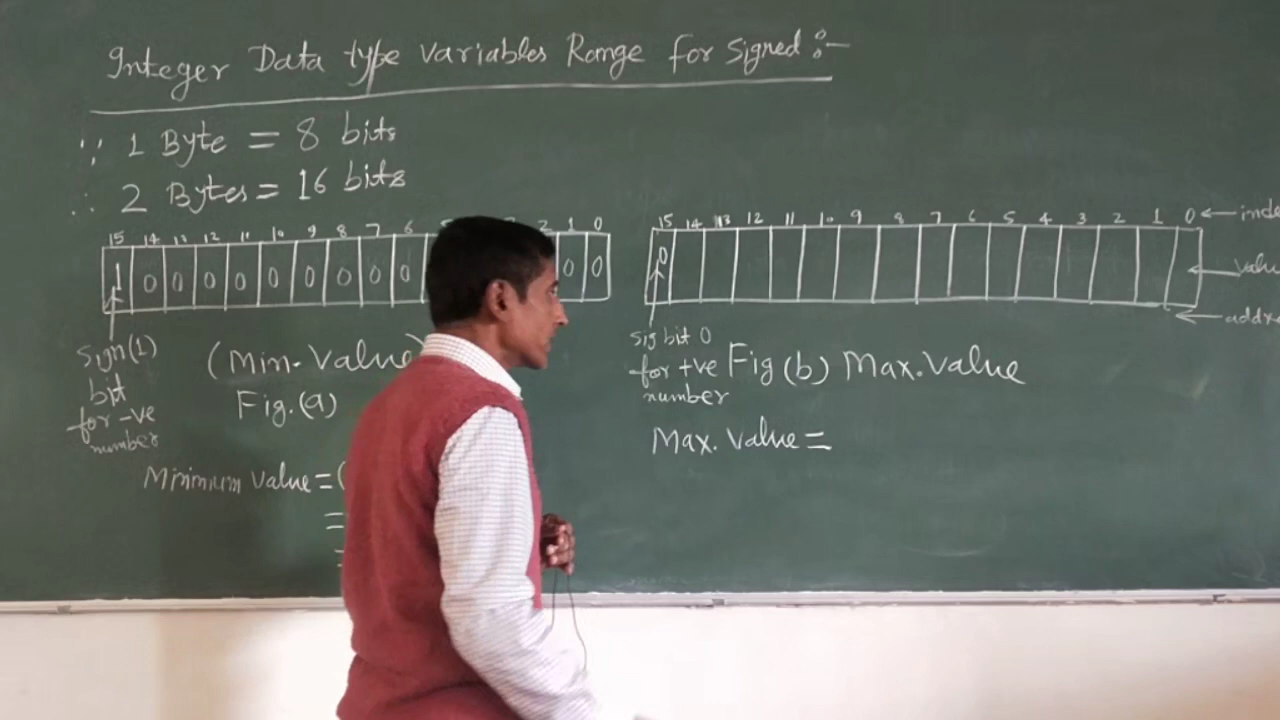 Integer Data type variables Range for Signed :-
∵ 1 Byte = 8 bits
∴ 2 Bytes = 16 bits
15 14 13 12 11 10 9 8 7 6 2 1 0
1 0 0 0 0 0 0 0 0 0 0 0
sign(1)
bit
for -ve
number
(Min. Value)
Fig. (a)
Minimum value = (
=
=
15 14 13 12 11 10 9 8 7 6 5 4 3 2 1 0 ←
0
←
←
sig bit 0
for +ve
number
Fig (b) Max. Value
Max. Value =